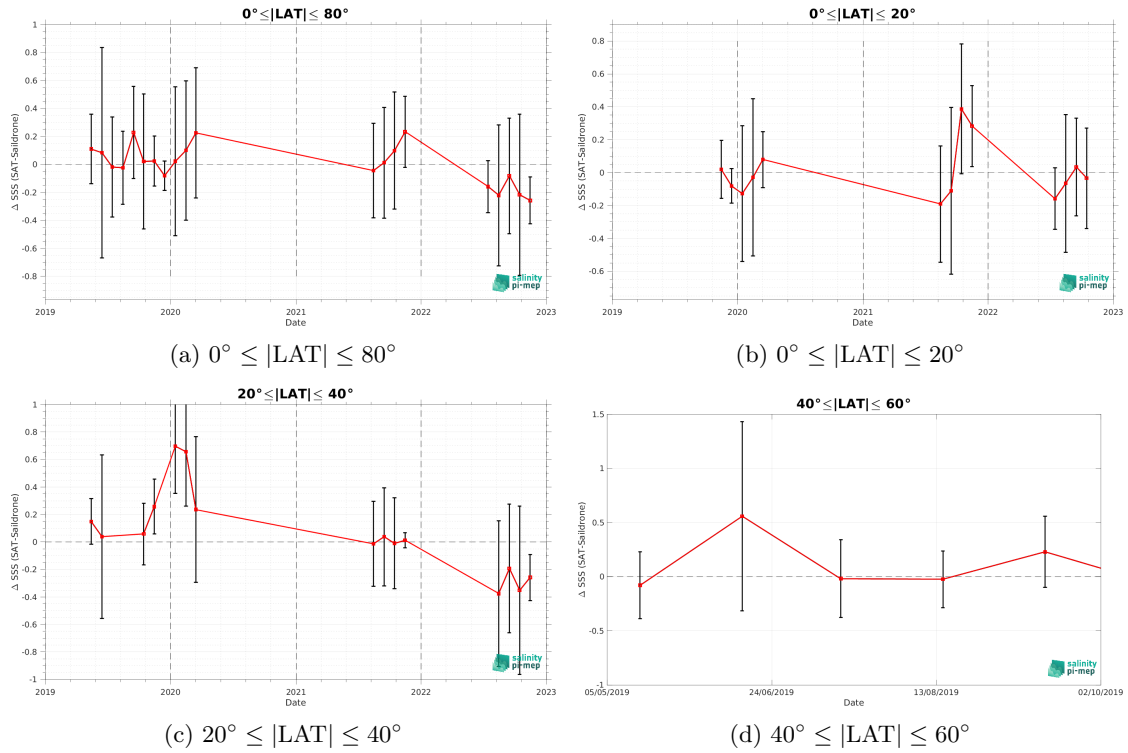 0°≤|LAT|≤ 80°
1
0.8
0.6
0.4
0.2
0
-0.2
-0.4
-0.6
-0.8
Δ SSS (SAT-Saildrone)
2019
2020
2021
2022
2023
Date
salinity
pi-mep
(a) 0° ≤ |LAT| ≤ 80°
0°≤|LAT|≤ 20°
0.8
0.6
0.4
0.2
0
-0.2
-0.4
-0.6
Δ SSS (SAT-Saildrone)
2019
2020
2021
2022
2023
Date
salinity
pi-mep
(b) 0° ≤ |LAT| ≤ 20°
20°≤|LAT|≤ 40°
1
0.8
0.6
0.4
0.2
0
-0.2
-0.4
-0.6
-0.8
-1
Δ SSS (SAT-Saildrone)
2019
2020
2021
2022
2023
Date
salinity
pi-mep
(c) 20° ≤ |LAT| ≤ 40°
40°≤|LAT|≤ 60°
1.5
1
0.5
0
-0.5
-1
Δ SSS (SAT-Saildrone)
05/05/2019
24/06/2019
13/08/2019
02/10/2019
Date
salinity
pi-mep
(d) 40° ≤ |LAT| ≤ 60°